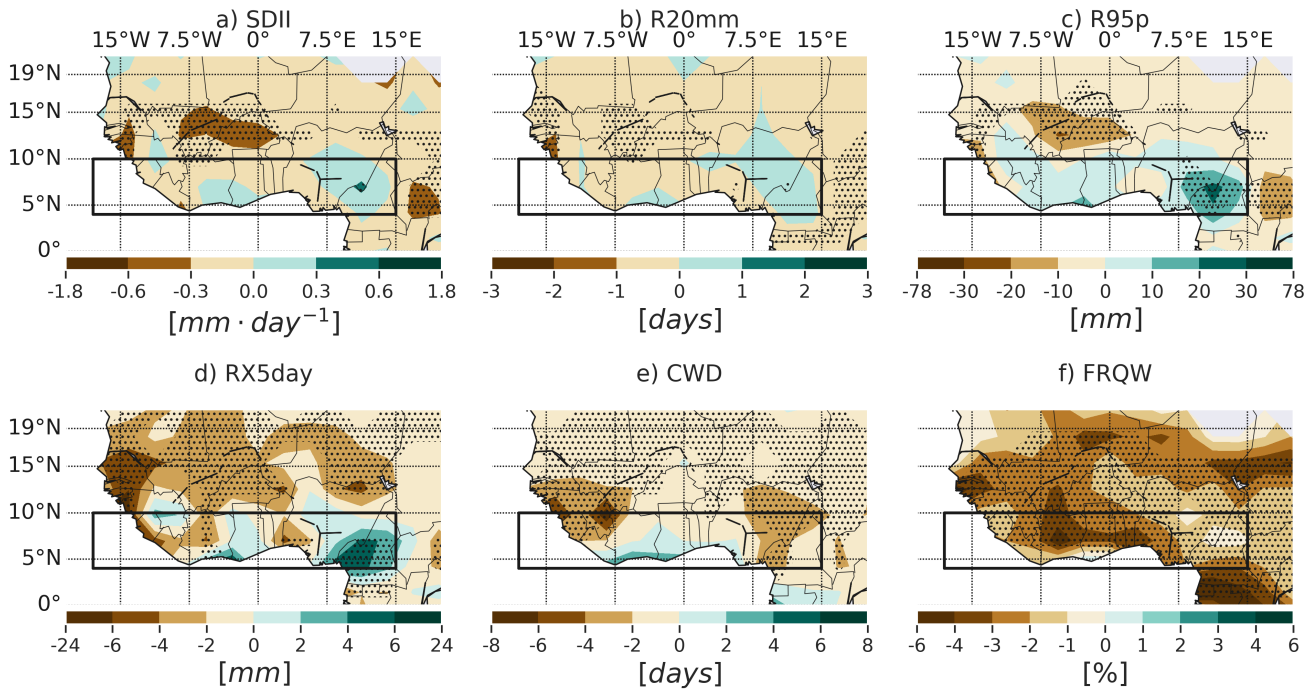 a) SDII b) R20mm c) R95p
15°W 7.5°W 0° 7.5°E 15°E 15°W 7.5°W 0° 7.5°E 15°E 15°W 7.5°W 0° 7.5°E 15°E
19°N
15°N
10°N
5°N
0°
-1.8 -0.6 -0.3 0.0 0.3 0.6 1.8 -3 -2 -1 0 1 2 3 -78 -30 -20 -10 0 10 20 30 78
[mm · day⁻¹] [days] [mm]
d) RX5day e) CWD f) FRQW
19°N
15°N
10°N
5°N
0°
-24 -6 -4 -2 0 2 4 6 24 -8 -6 -4 -2 0 2 4 6 8 -6 -4 -3 -2 -1 0 1 2 3 4 6
[mm] [days] [%]